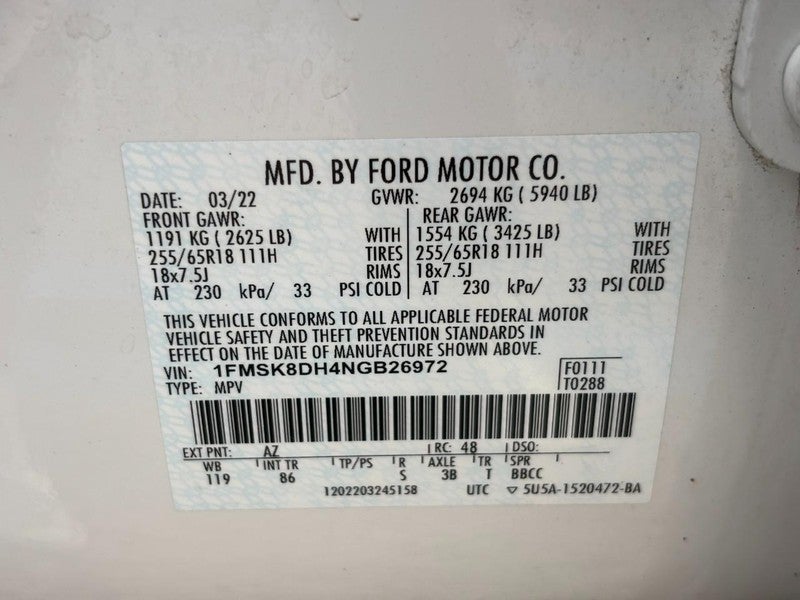 MFD. BY FORD MOTOR CO.
DATE: 03/22 GVWR: 2694 KG ( 5940 LB)
FRONT GAWR: REAR GAWR:
1191 KG ( 2625 LB) WITH 1554 KG ( 3425 LB) WITH
255/65R18 111H TIRES 255/65R18 111H TIRES
18x7.5J RIMS 18x7.5J RIMS
AT 230 kPa/ 33 PSI COLD AT 230 kPa/ 33 PSI COLD
THIS VEHICLE CONFORMS TO ALL APPLICABLE FEDERAL MOTOR
VEHICLE SAFETY AND THEFT PREVENTION STANDARDS IN
EFFECT ON THE DATE OF MANUFACTURE SHOWN ABOVE.
VIN: 1FMSK8DH4NGB26972 F0111
TYPE: MPV T0288
EXT PNT: AZ RC: 48 DSO:
WB INT TR TP/PS R AXLE TR SPR
119 86 S 3B T BBCC
1202203245158 UTC ▽ 5U5A-1520472-BA